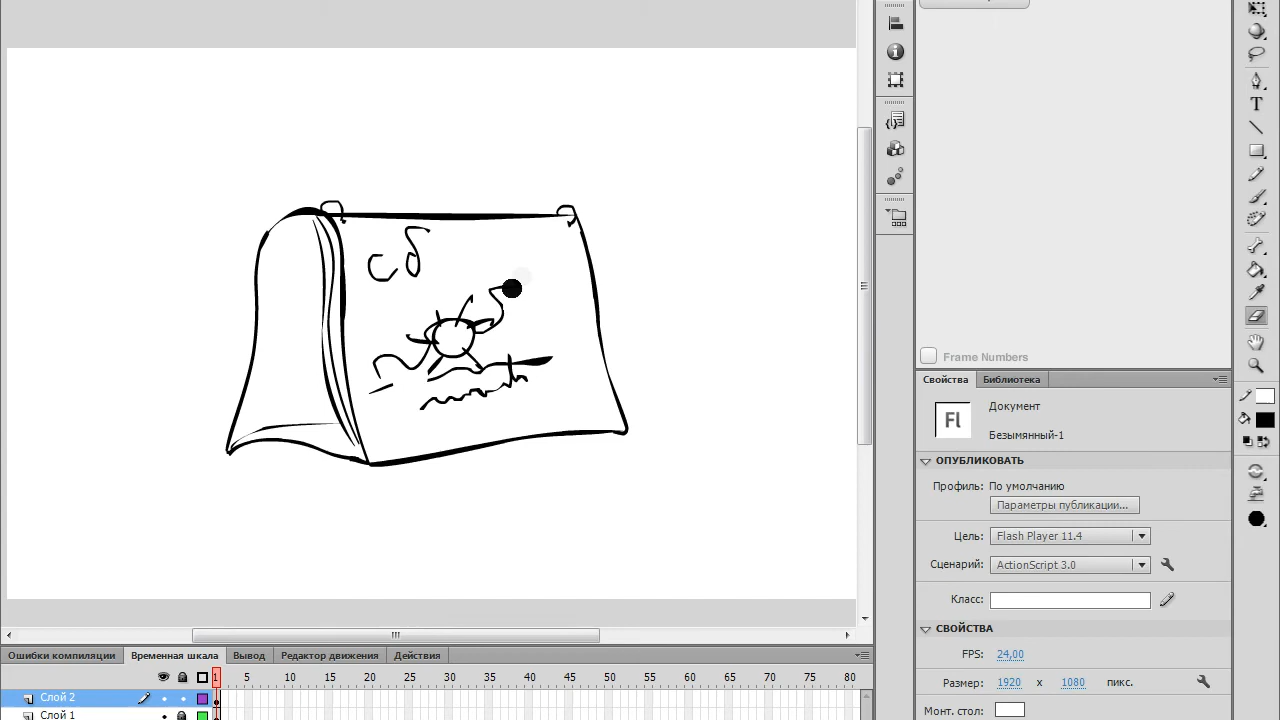 cб
Frame Numbers
Свойства
Библиотека
Fl
Документ
Безымянный-1
ОПУБЛИКОВАТЬ
Профиль: По умолчанию
Параметры публикации...
Цель: Flash Player 11.4
Сценарий: ActionScript 3.0
Класс:
СВОЙСТВА
FPS: 24,00
Размер: 1920 x 1080 пикс.
Монт. стол:
Ошибки компиляции Временная шкала Вывод Редактор движения Действия
1 5 10 15 20 25 30 35 40 45 50 55 60 65 70 75 80
Слой 2
Слой 1